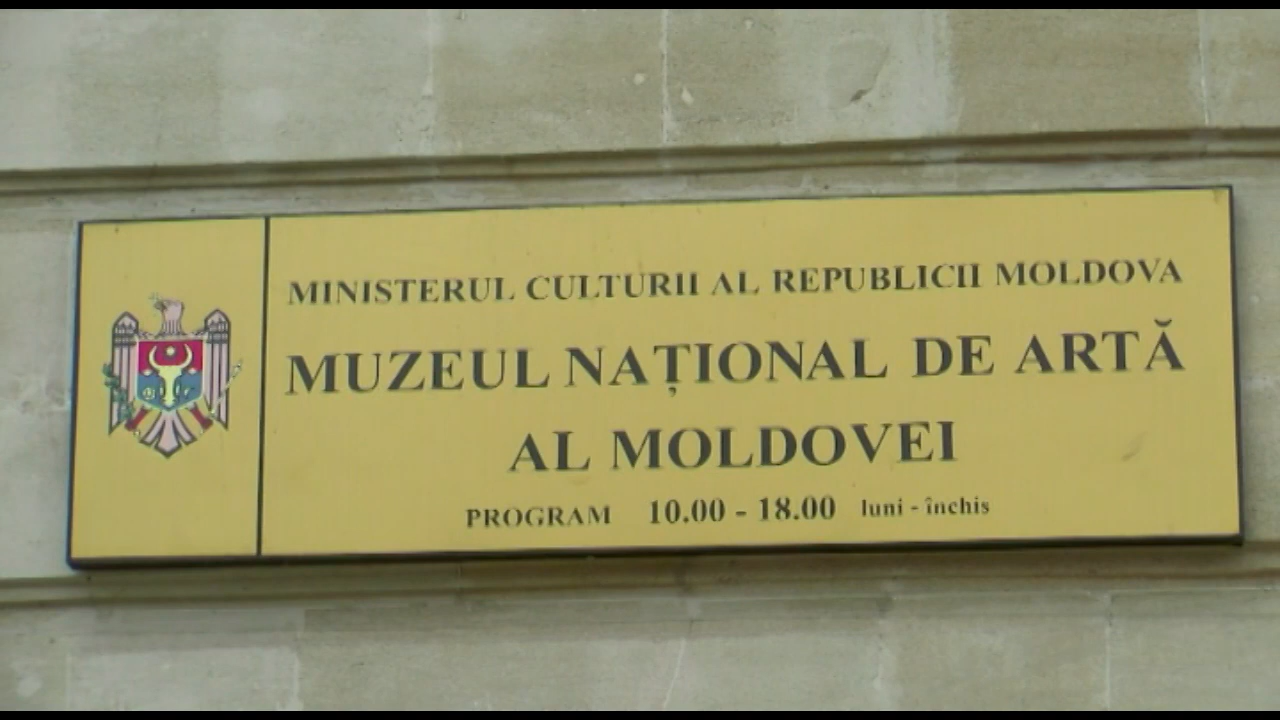 MINISTERUL CULTURII AL REPUBLICII MOLDOVA
MUZEUL NAȚIONAL DE ARTĂ
AL MOLDOVEI
PROGRAM 10.00 - 18.00 luni - închis